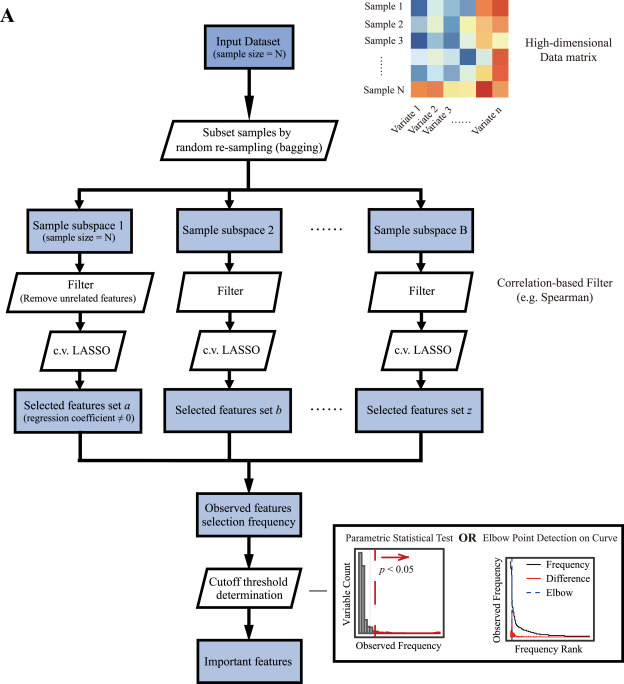 A
Input Dataset
(sample size = N)
Sample 1
Sample 2
Sample 3
......
Sample N
Variate 1
Variate 2
Variate 3
......
Variate n
High-dimensional
Data matrix
Subset samples by
random re-sampling (bagging)
Sample subspace 1
(sample size = N)
Sample subspace 2
......
Sample subspace B
Filter
(Remove unrelated features)
Filter
Filter
Correlation-based Filter
(e.g. Spearman)
c.v. LASSO
c.v. LASSO
c.v. LASSO
Selected features set a
(regression coefficient ≠ 0)
Selected features set b
......
Selected features set z
Observed features
selection frequency
Cutoff threshold
determination
Important features
Parametric Statistical Test OR Elbow Point Detection on Curve
p < 0.05
Variable Count
Observed Frequency
Frequency
Difference
Elbow
Observed Frequency
Frequency Rank